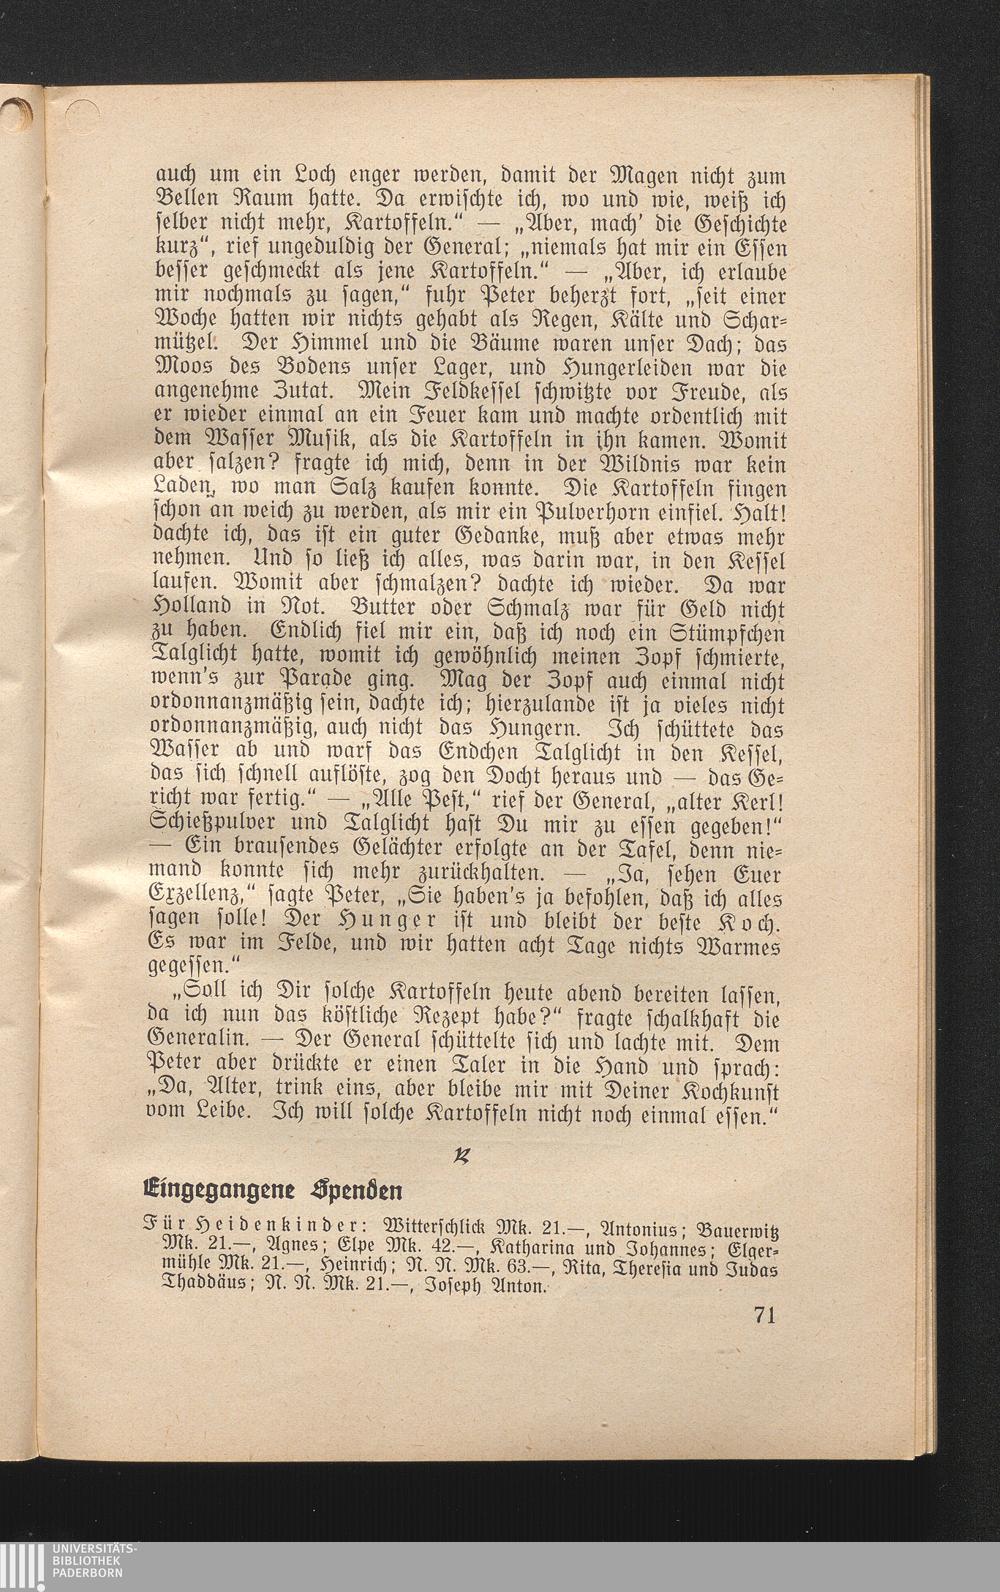 auch um ein Loch enger werden, damit der Magen nicht zum
Bellen Raum hatte. Da erwischte ich, wo und wie, weiß ich
selber nicht mehr, Kartoffeln.“ — „Aber, mach’ die Geschichte
kurz“, rief ungeduldig der General; „niemals hat mir ein Essen
besser geschmeckt als jene Kartoffeln.“ — „Aber, ich erlaube
mir nochmals zu sagen,“ fuhr Peter beherzt fort, „seit einer
Woche hatten wir nichts gehabt als Regen, Kälte und Schar-
mützel. Der Himmel und die Bäume waren unser Dach; das
Moos des Bodens unser Lager, und Hungerleiden war die
angenehme Zutat. Mein Feldkessel schwitzte vor Freude, als
er wieder einmal an ein Feuer kam und machte ordentlich mit
dem Wasser Musik, als die Kartoffeln in ihn kamen. Womit
aber salzen? fragte ich mich, denn in der Wildnis war kein
Laden, wo man Salz kaufen konnte. Die Kartoffeln fingen
schon an weich zu werden, als mir ein Pulverhorn einfiel. Halt!
dachte ich, das ist ein guter Gedanke, muß aber etwas mehr
nehmen. Und so ließ ich alles, was darin war, in den Kessel
laufen. Womit aber schmalzen? dachte ich wieder. Da war
Holland in Not. Butter oder Schmalz war für Geld nicht
zu haben. Endlich fiel mir ein, daß ich noch ein Stümpfchen
Talglicht hatte, womit ich gewöhnlich meinen Zopf schmierte,
wenn’s zur Parade ging. Mag der Zopf auch einmal nicht
ordonnanzmäßig sein, dachte ich; hierzulande ist ja vieles nicht
ordonnanzmäßig, auch nicht das Hungern. Ich schüttete das
Wasser ab und warf das Endchen Talglicht in den Kessel,
das sich schnell auflöste, zog den Docht heraus und — das Ge-
richt war fertig.“ — „Alle Pest,“ rief der General, „alter Kerl!
Schießpulver und Talglicht hast Du mir zu essen gegeben!“
— Ein brausendes Gelächter erfolgte an der Tafel, denn nie-
mand konnte sich mehr zurückhalten. — „Ja, sehen Euer
Exzellenz,“ sagte Peter, „Sie haben’s ja befohlen, daß ich alles
sagen solle! Der Hunger ist und bleibt der beste Koch.
Es war im Felde, und wir hatten acht Tage nichts Warmes
gegessen.“
„Soll ich Dir solche Kartoffeln heute abend bereiten lassen,
da ich nun das köstliche Rezept habe?“ fragte schalkhaft die
Generalin. — Der General schüttelte sich und lachte mit. Dem
Peter aber drückte er einen Taler in die Hand und sprach:
„Da, Alter, trink eins, aber bleibe mir mit Deiner Kochkunst
vom Leibe. Ich will solche Kartoffeln nicht noch einmal essen.“
Eingegangene Spenden
Für Heidenkinder: Witterschlick Mk. 21.—, Antonius; Bauerwitz
Mk. 21.—, Agnes; Elpe Mk. 42.—, Katharina und Johannes; Elger-
mühle Mk. 21.—, Heinrich; N. N. Mk. 63.—, Rita, Theresia und Judas
Thaddäus; N. N. Mk. 21.—, Joseph Anton.
71
UNIVERSITÄTS-
BIBLIOTHEK
PADERBORN